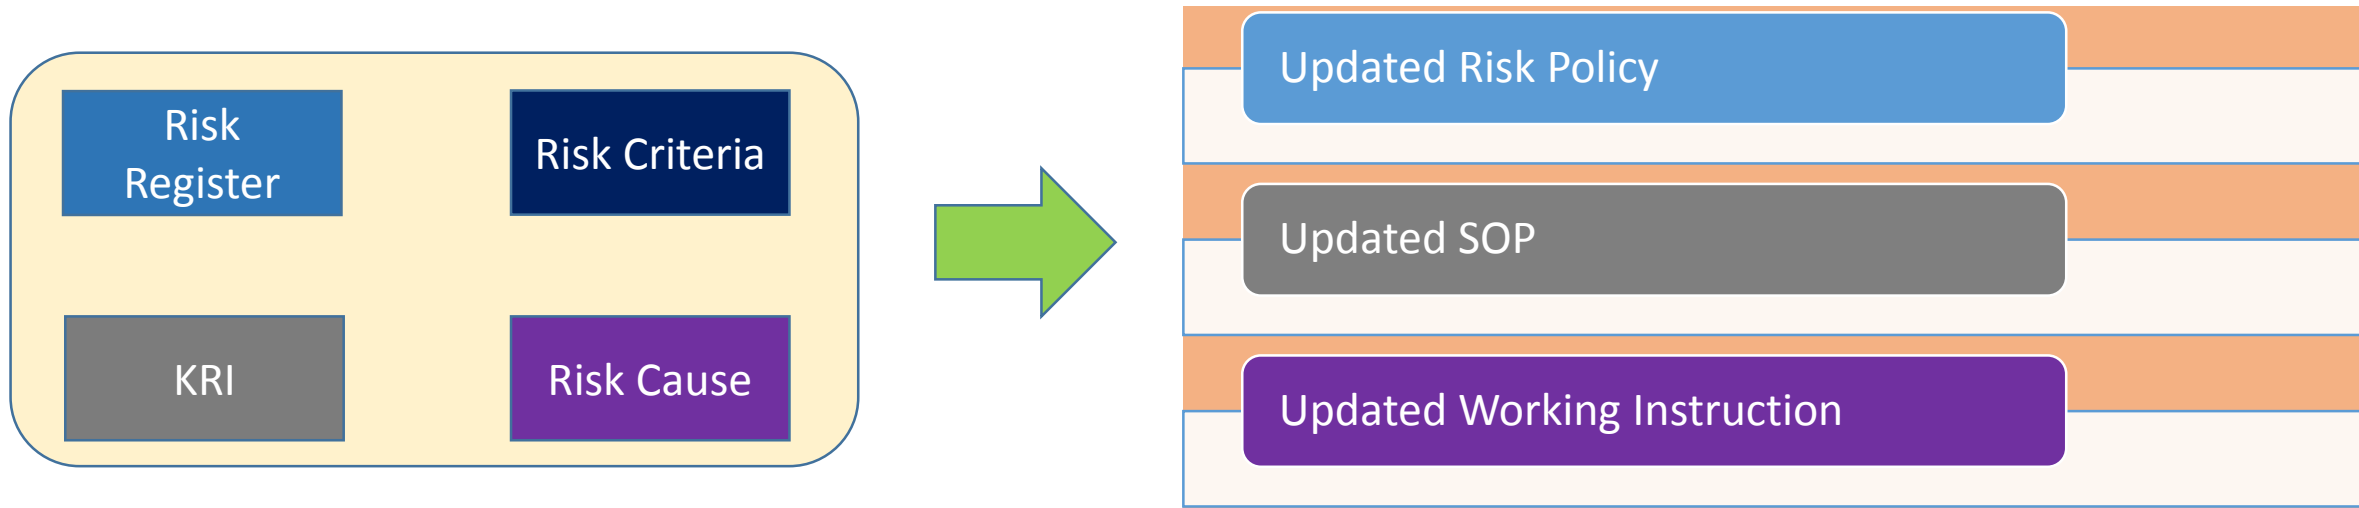 Risk
Register
Risk Criteria
KRI
Risk Cause
Updated Risk Policy
Updated SOP
Updated Working Instruction